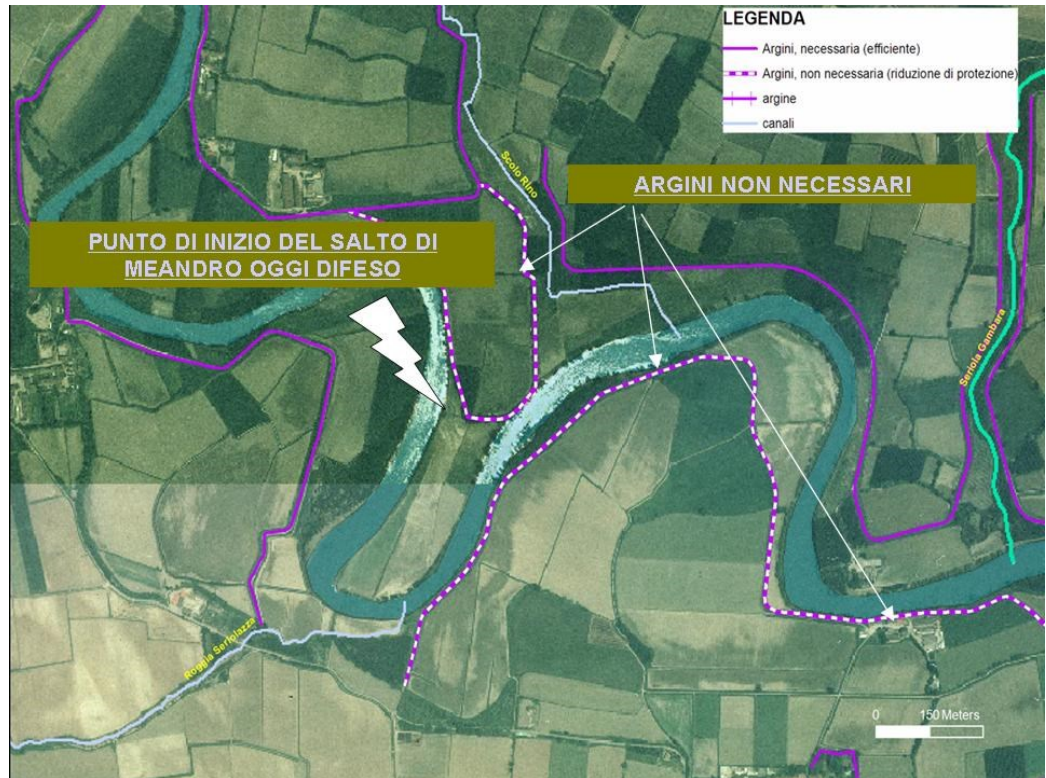 LEGENDA
Argini, necessaria (efficiente)
Argini, non necessaria (riduzione di protezione)
argine
canali
Scolo Rino
ARGINI NON NECESSARI
PUNTO DI INIZIO DEL SALTO DI
MEANDRO OGGI DIFESO
Seriola Gambara
Roggia Seriolazza
0 150 Meters